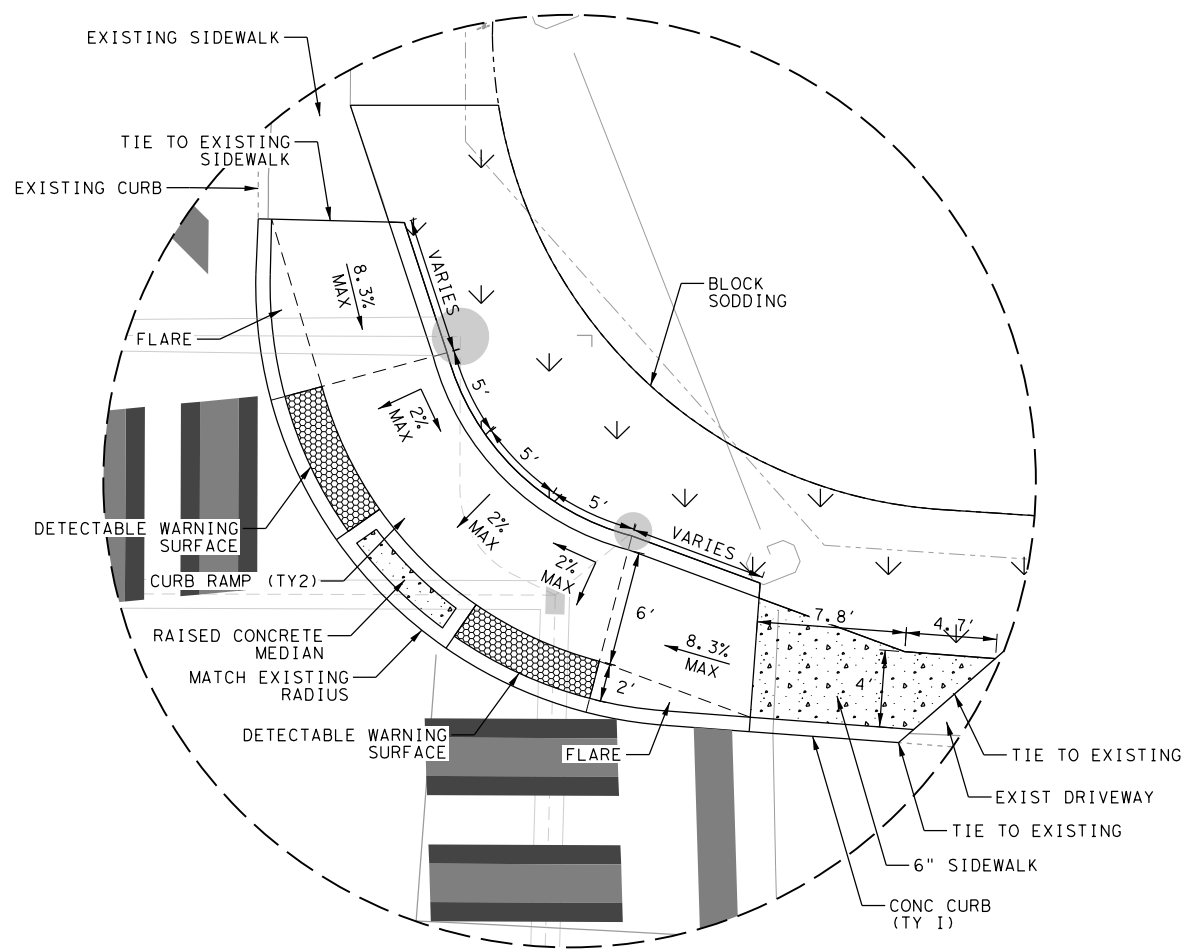 EXISTING SIDEWALK
TIE TO EXISTING
SIDEWALK
EXISTING CURB
VARIES
8.3%
MAX
BLOCK
SODDING
FLARE
5'
2%
MAX
5'
5'
DETECTABLE WARNING
SURFACE
2%
MAX
VARIES
2%
MAX
CURB RAMP (TY2)
6'
7.8'
4.7'
RAISED CONCRETE
MEDIAN
8.3%
MAX
MATCH EXISTING
RADIUS
2'
4'
DETECTABLE WARNING
SURFACE
FLARE
TIE TO EXISTING
EXIST DRIVEWAY
TIE TO EXISTING
6" SIDEWALK
CONC CURB
(TY I)